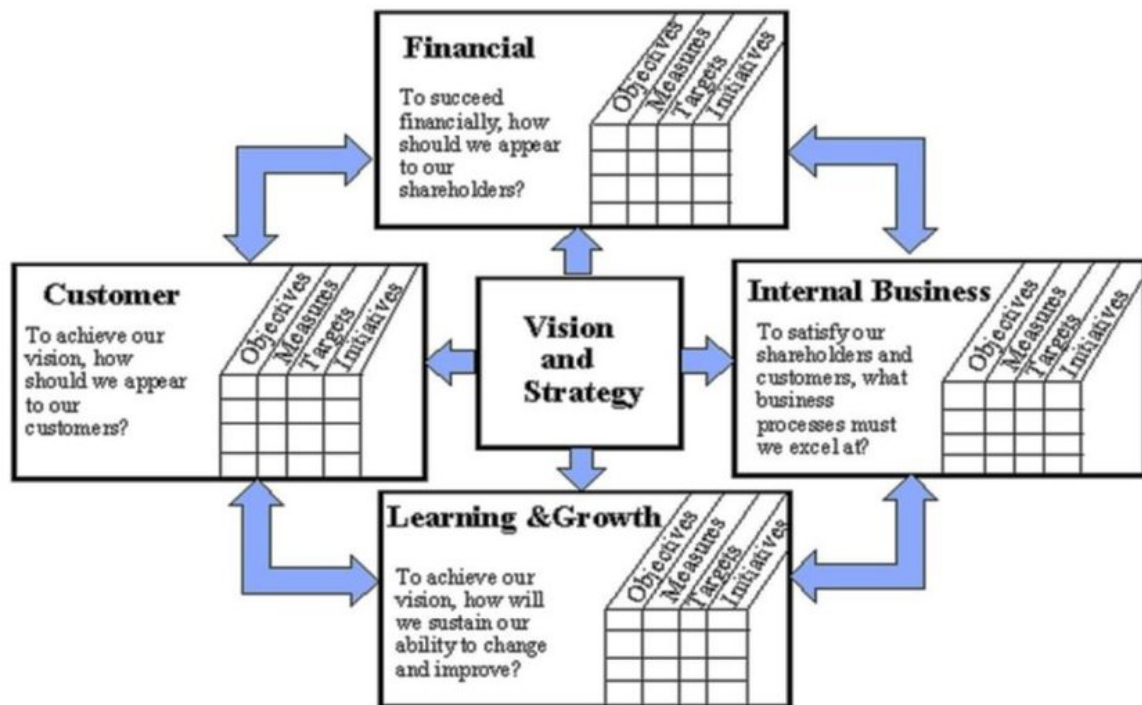 Financial
To succeed
financially, how
should we appear
to our
shareholders?
Objectives
Measures
Targets
Initiatives
Customer
To achieve our
vision, how
should we appear
to our
customers?
Objectives
Measures
Targets
Initiatives
Vision
and
Strategy
Internal Business
To satisfy our
shareholders and
customers, what
business
processes must
we excel at?
Objectives
Measures
Targets
Initiatives
Learning &Growth
To achieve our
vision, how will
we sustain our
ability to change
and improve?
Objectives
Measures
Targets
Initiatives